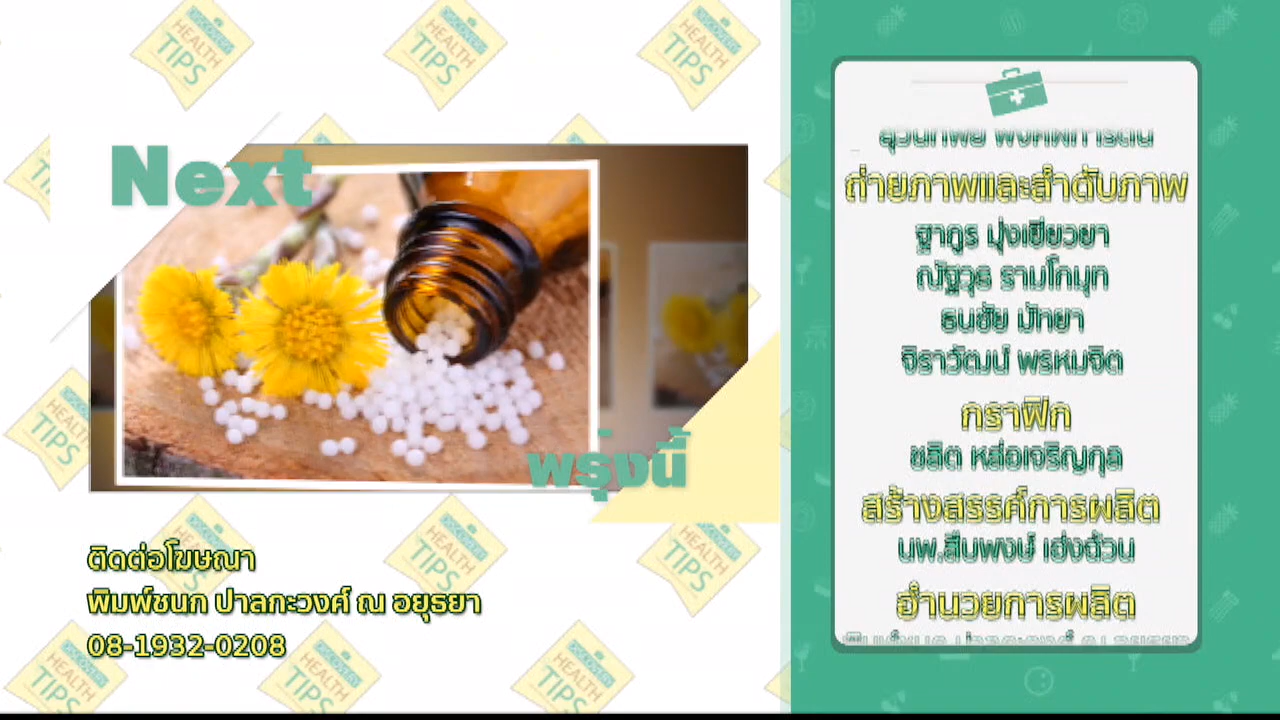 Next
พรุ่งนี้
ติดต่อโฆษณา
พิมพ์ชนก ปาลกะวงศ์ ณ อยุธยา
08-1932-0208
ถ่ายภาพและลำดับภาพ
ฐากูร มุ่งเฮียวยา
ณัฐวุธ รามโกมุท
ธนชัย มัทยา
จิราวัฒน์ พรหมจิต
กราฟิก
ชลิต หล่อเจริญกุล
สร้างสรรค์การผลิต
นพ.สืบพงษ์ เฮ่งฉ้วน
อำนวยการผลิต
HEALTH
TIPS